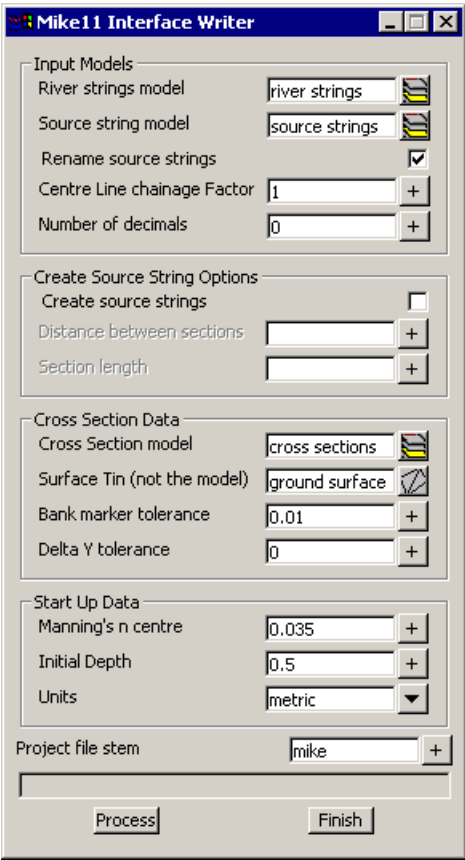 Mike11 Interface Writer
Input Models
River strings model river strings
Source string model source strings
Rename source strings
Centre Line chainage Factor 1 +
Number of decimals 0 +
Create Source String Options
Create source strings
Distance between sections +
Section length +
Cross Section Data
Cross Section model cross sections
Surface Tin (not the model) ground surface
Bank marker tolerance 0.01 +
Delta Y tolerance 0 +
Start Up Data
Manning's n centre 0.035 +
Initial Depth 0.5 +
Units metric
Project file stem mike +
Process Finish